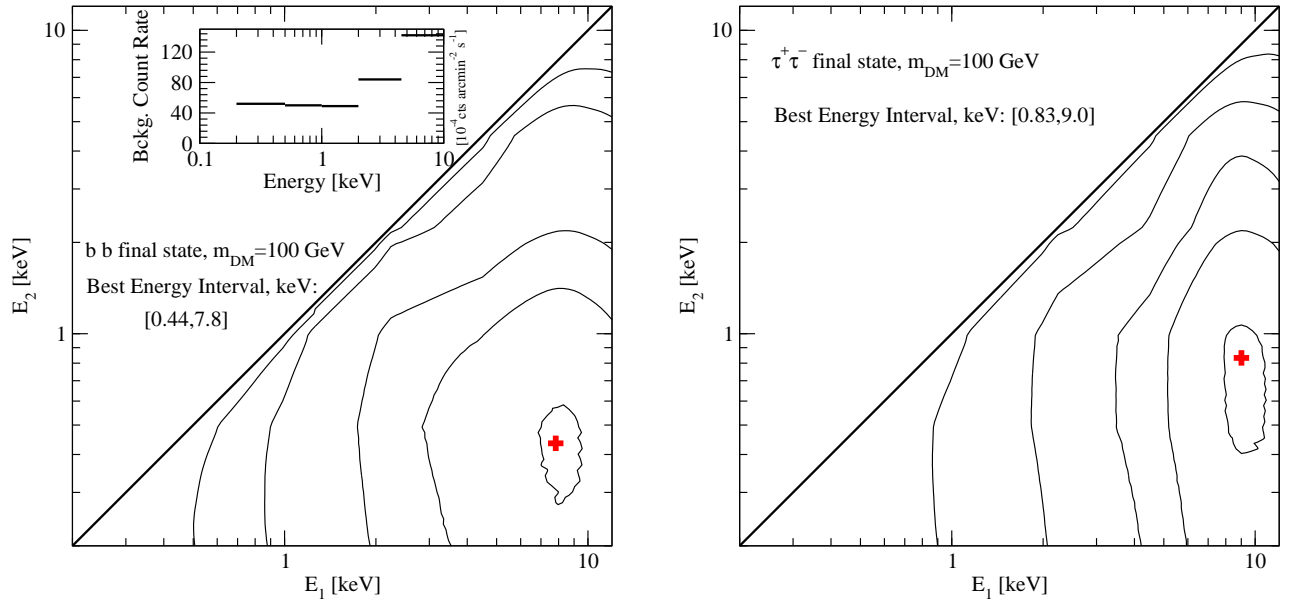 10
120
80
40
0
Bckg. Count Rate
[10^-4 cts arcmin^-2 s^-1]
0.1
1
10
Energy [keV]
b b final state, m_DM=100 GeV
Best Energy Interval, keV:
[0.44,7.8]
E_2 [keV]
1
1
10
E_1 [keV]
10
τ^+τ^- final state, m_DM=100 GeV
Best Energy Interval, keV: [0.83,9.0]
E_2 [keV]
1
1
10
E_1 [keV]